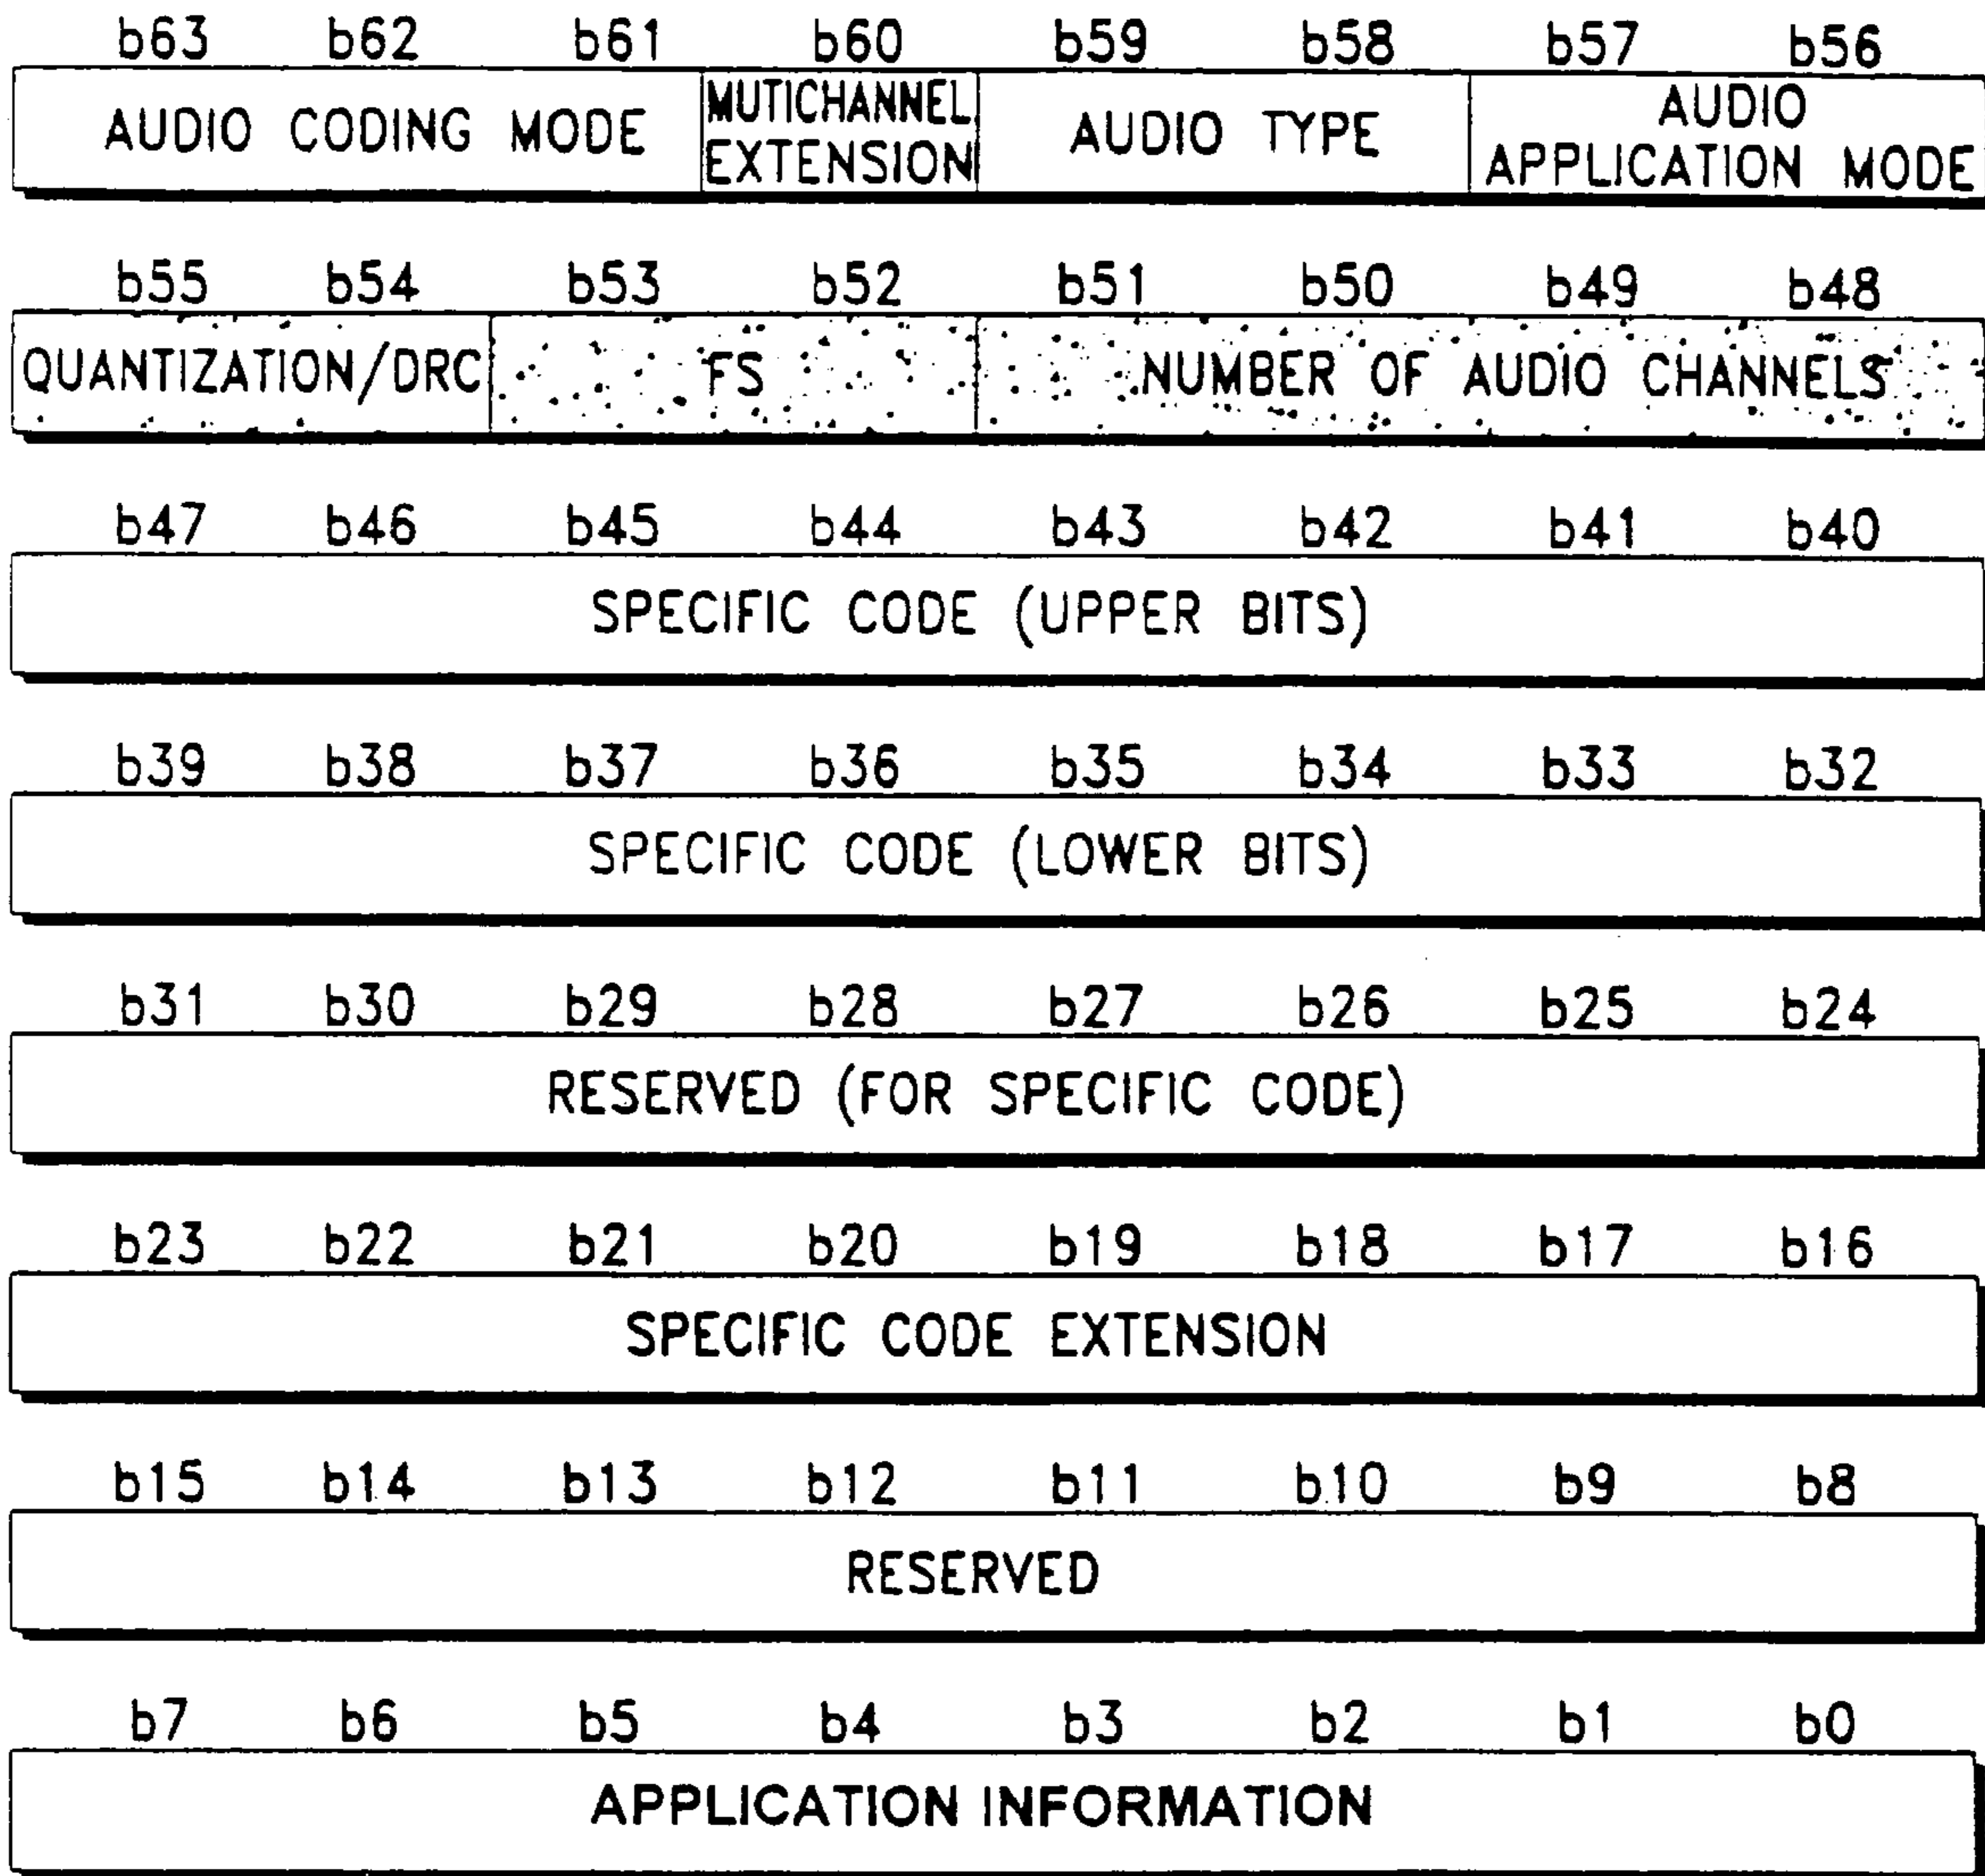 b63 b62 b61 b60 b59 b58 b57 b56
AUDIO CODING MODE
MUTICHANNEL
EXTENSION
AUDIO TYPE
AUDIO
APPLICATION MODE
b55 b54 b53 b52 b51 b50 b49 b48
QUANTIZATION/DRC FS NUMBER OF AUDIO CHANNELS
b47 b46 b45 b44 b43 b42 b41 b40
SPECIFIC CODE (UPPER BITS)
b39 b38 b37 b36 b35 b34 b33 b32
SPECIFIC CODE (LOWER BITS)
b31 b30 b29 b28 b27 b26 b25 b24
RESERVED (FOR SPECIFIC CODE)
b23 b22 b21 b20 b19 b18 b17 b16
SPECIFIC CODE EXTENSION
b15 b14 b13 b12 b11 b10 b9 b8
RESERVED
b7 b6 b5 b4 b3 b2 b1 b0
APPLICATION INFORMATION